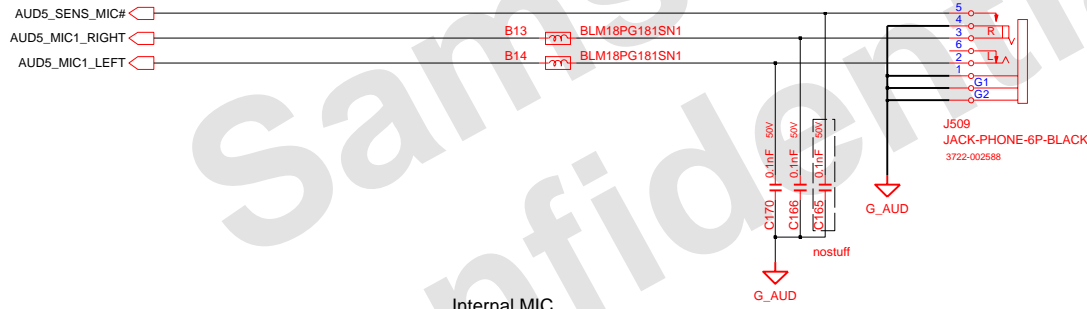 AUD5_SENS_MIC#
5
4
AUD5_MIC1_RIGHT
B13
BLM18PG181SN1
3
R
6
AUD5_MIC1_LEFT
B14
BLM18PG181SN1
2
L
1
G1
G2
J509
JACK-PHONE-6P-BLACK
3722-002588
C170 0.1nF 50V
C166 0.1nF 50V
C165 0.1nF 50V
nostuff
G_AUD
G_AUD
Internal MIC
Sams
nfidenti